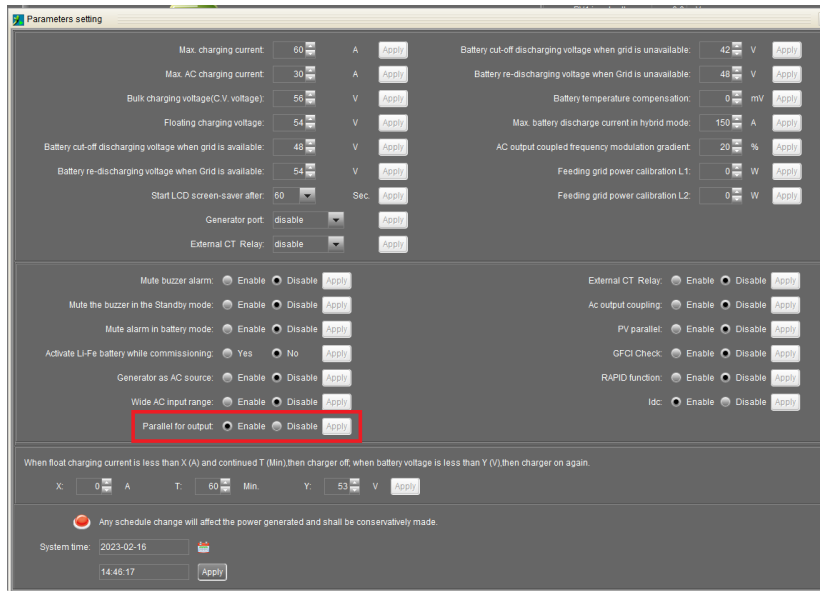 Parameters setting
Max. charging current: 60 A Apply
Battery cut-off discharging voltage when grid is unavailable: 42 V Apply
Max. AC charging current: 30 A Apply
Battery re-discharging voltage when Grid is unavailable: 48 V Apply
Bulk charging voltage(C.V. voltage): 56 V Apply
Battery temperature compensation: 0 mV Apply
Floating charging voltage: 54 V Apply
Max. battery discharge current in hybrid mode: 150 A Apply
Battery cut-off discharging voltage when grid is available: 48 V Apply
AC output coupled frequency modulation gradient: 20 % Apply
Battery re-discharging voltage when Grid is available: 54 V Apply
Feeding grid power calibration L1: 0 W Apply
Start LCD screen-saver after: 60 Sec. Apply
Feeding grid power calibration L2: 0 W Apply
Generator port: disable Apply
External CT Relay: disable Apply
Mute buzzer alarm: Enable Disable Apply
External CT Relay: Enable Disable Apply
Mute the buzzer in the Standby mode: Enable Disable Apply
Ac output coupling: Enable Disable Apply
Mute alarm in battery mode: Enable Disable Apply
PV parallel: Enable Disable Apply
Activate Li-Fe battery while commissioning: Yes No Apply
GFCI Check: Enable Disable Apply
Generator as AC source: Enable Disable Apply
RAPID function: Enable Disable Apply
Wide AC input range: Enable Disable Apply
Idc: Enable Disable Apply
Parallel for output: Enable Disable Apply
When float charging current is less than X (A) and continued T (Min),then charger off, when battery voltage is less than Y (V),then charger on again.
X: 0 A T: 60 Min. Y: 53 V Apply
Any schedule change will affect the power generated and shall be conservatively made.
System time: 2023-02-16
14:46:17 Apply